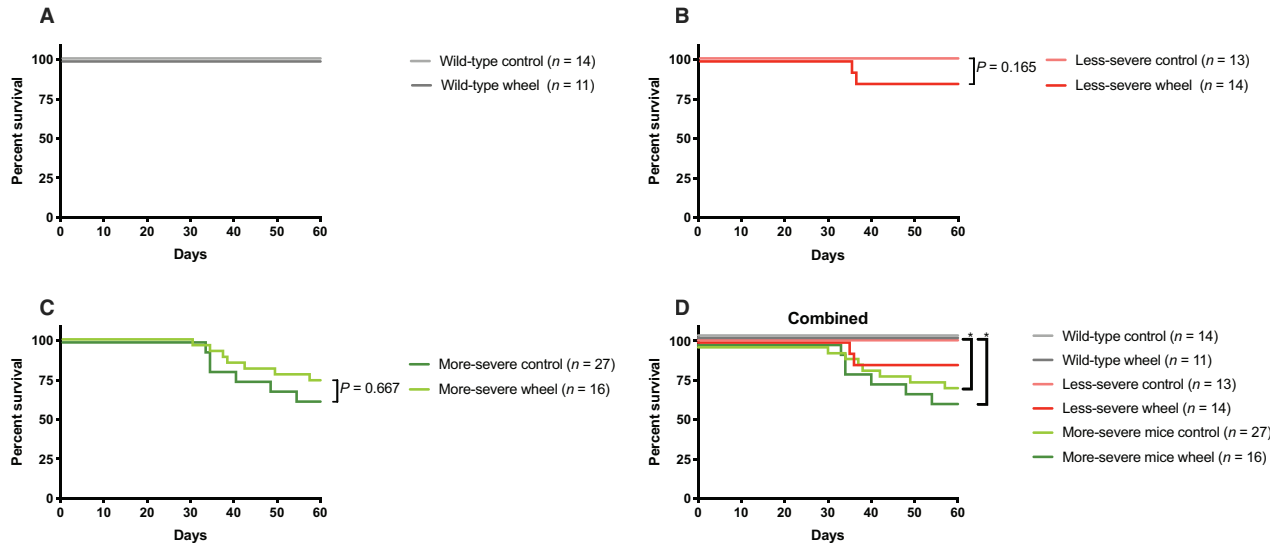 A
100
75
50
25
0
Percent survival
0 10 20 30 40 50 60
Days
Wild-type control (n = 14)
Wild-type wheel (n = 11)
B
100
75
50
25
0
Percent survival
0 10 20 30 40 50 60
Days
P = 0.165
Less-severe control (n = 13)
Less-severe wheel (n = 14)
C
100
75
50
25
0
Percent survival
0 10 20 30 40 50 60
Days
P = 0.667
More-severe control (n = 27)
More-severe wheel (n = 16)
D
Combined
100
75
50
25
0
Percent survival
0 10 20 30 40 50 60
Days
* *
Wild-type control (n = 14)
Wild-type wheel (n = 11)
Less-severe control (n = 13)
Less-severe wheel (n = 14)
More-severe mice control (n = 27)
More-severe mice wheel (n = 16)